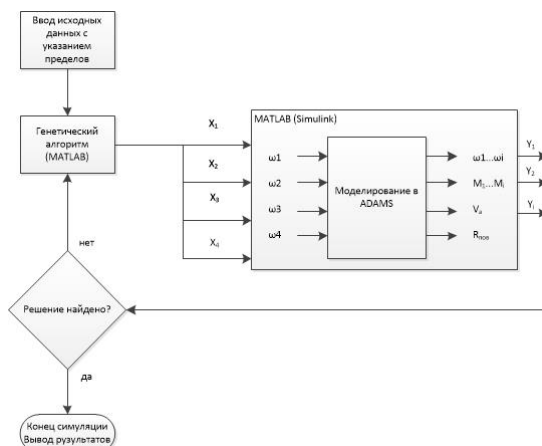 Ввод исходных
данных с
указанием
пределов
Генетический
алгоритм
(MATLAB)
X₁
X₂
X₃
X₄
MATLAB (Simulink)
ω1
ω2
ω3
ω4
Моделирование в
ADAMS
ω1...ωi
M₁...Mᵢ
Vₐ
Rпов
Y₁
Y₂
Yᵢ
нет
Решение найдено?
да
Конец симуляции
Вывод рузультатов